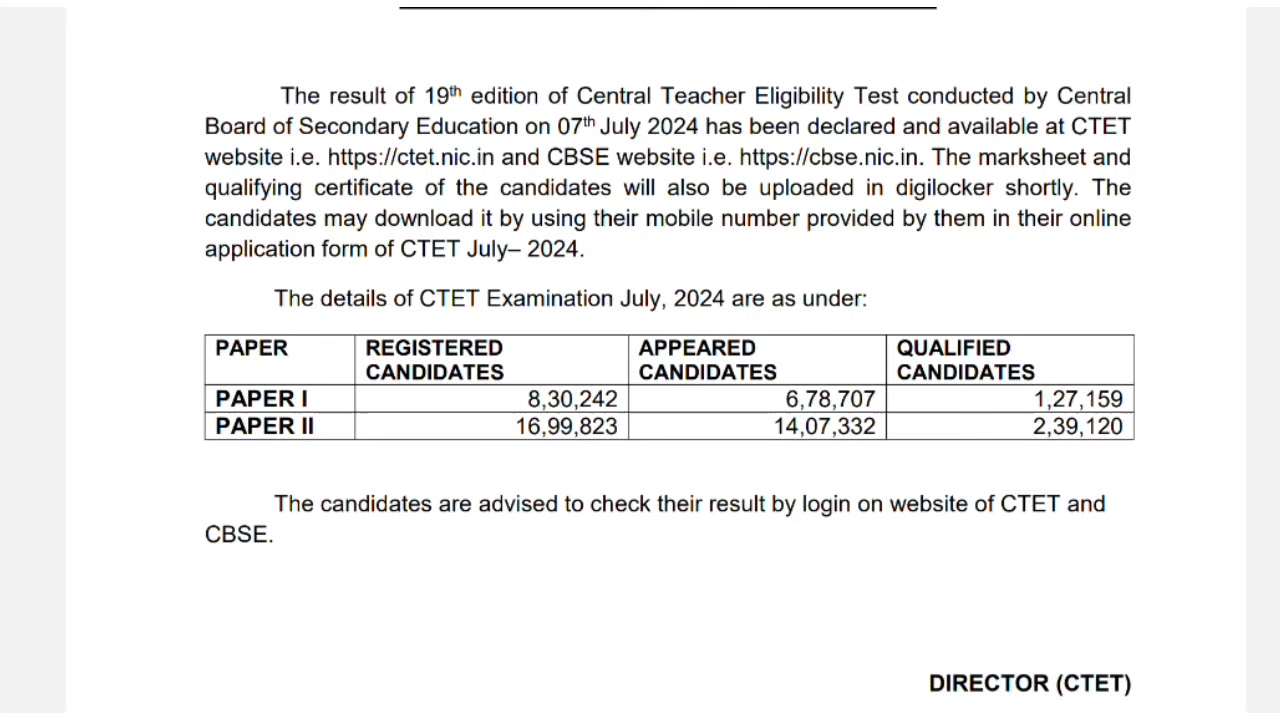 The result of 19th edition of Central Teacher Eligibility Test conducted by Central
Board of Secondary Education on 07th July 2024 has been declared and available at CTET
website i.e. https://ctet.nic.in and CBSE website i.e. https://cbse.nic.in. The marksheet and
qualifying certificate of the candidates will also be uploaded in digilocker shortly. The
candidates may download it by using their mobile number provided by them in their online
application form of CTET July– 2024.
The details of CTET Examination July, 2024 are as under:
PAPER REGISTERED CANDIDATES APPEARED CANDIDATES QUALIFIED CANDIDATES
PAPER I 8,30,242 6,78,707 1,27,159
PAPER II 16,99,823 14,07,332 2,39,120
The candidates are advised to check their result by login on website of CTET and
CBSE.
DIRECTOR (CTET)